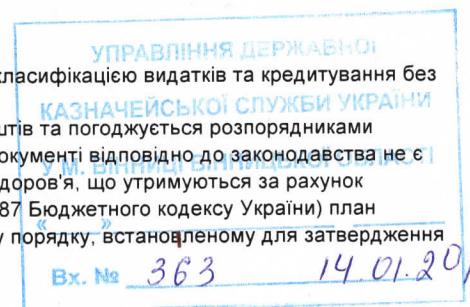 УПРАВЛІННЯ ДЕРЖАВНОЇ
класифікацією видатків та кредитування без
КАЗНАЧЕЙСЬКОЇ СЛУЖБИ УКРАЇНИ
штів та погоджується розпорядниками
окументі відповідно до законодавства не є
У М. ВІННИЦІ ВІННИЦЬКОЇ ОБЛАСТІ
доров'я, що утримуються за рахунок
87 Бюджетного кодексу України) план
« »
у порядку, встановленому для затвердження
Вх. № 363 14.01.20